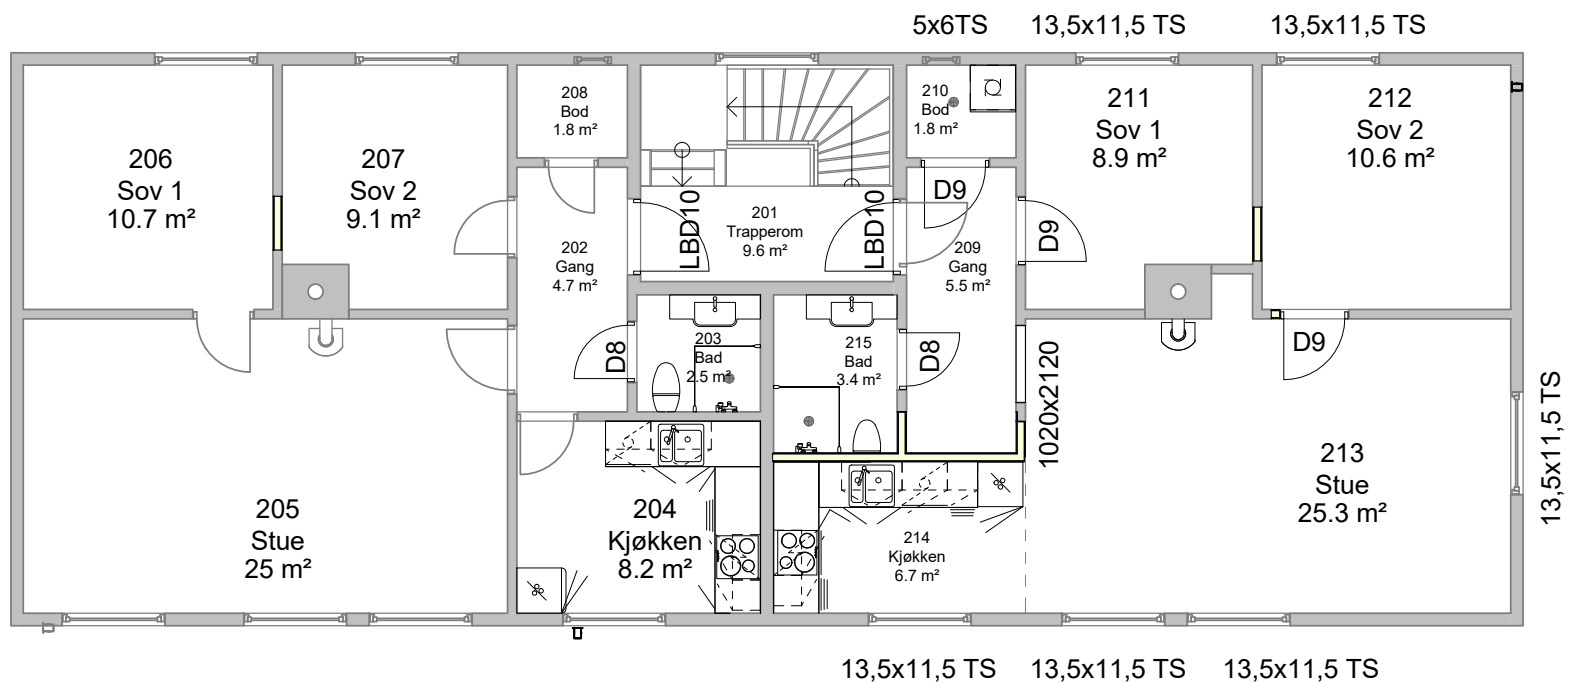 5x6TS
13,5x11,5 TS
13,5x11,5 TS
206
Sov 1
10.7 m²
207
Sov 2
9.1 m²
208
Bod
1.8 m²
210
Bod
1.8 m²
211
Sov 1
8.9 m²
212
Sov 2
10.6 m²
202
Gang
4.7 m²
LBD10
201
Trapperom
9.6 m²
LBD10
D9
209
Gang
5.5 m²
D9
D8
203
Bad
2.5 m²
215
Bad
3.4 m²
D8
1020x2120
D9
205
Stue
25 m²
204
Kjøkken
8.2 m²
214
Kjøkken
6.7 m²
213
Stue
25.3 m²
13,5x11,5 TS
13,5x11,5 TS
13,5x11,5 TS
13,5x11,5 TS